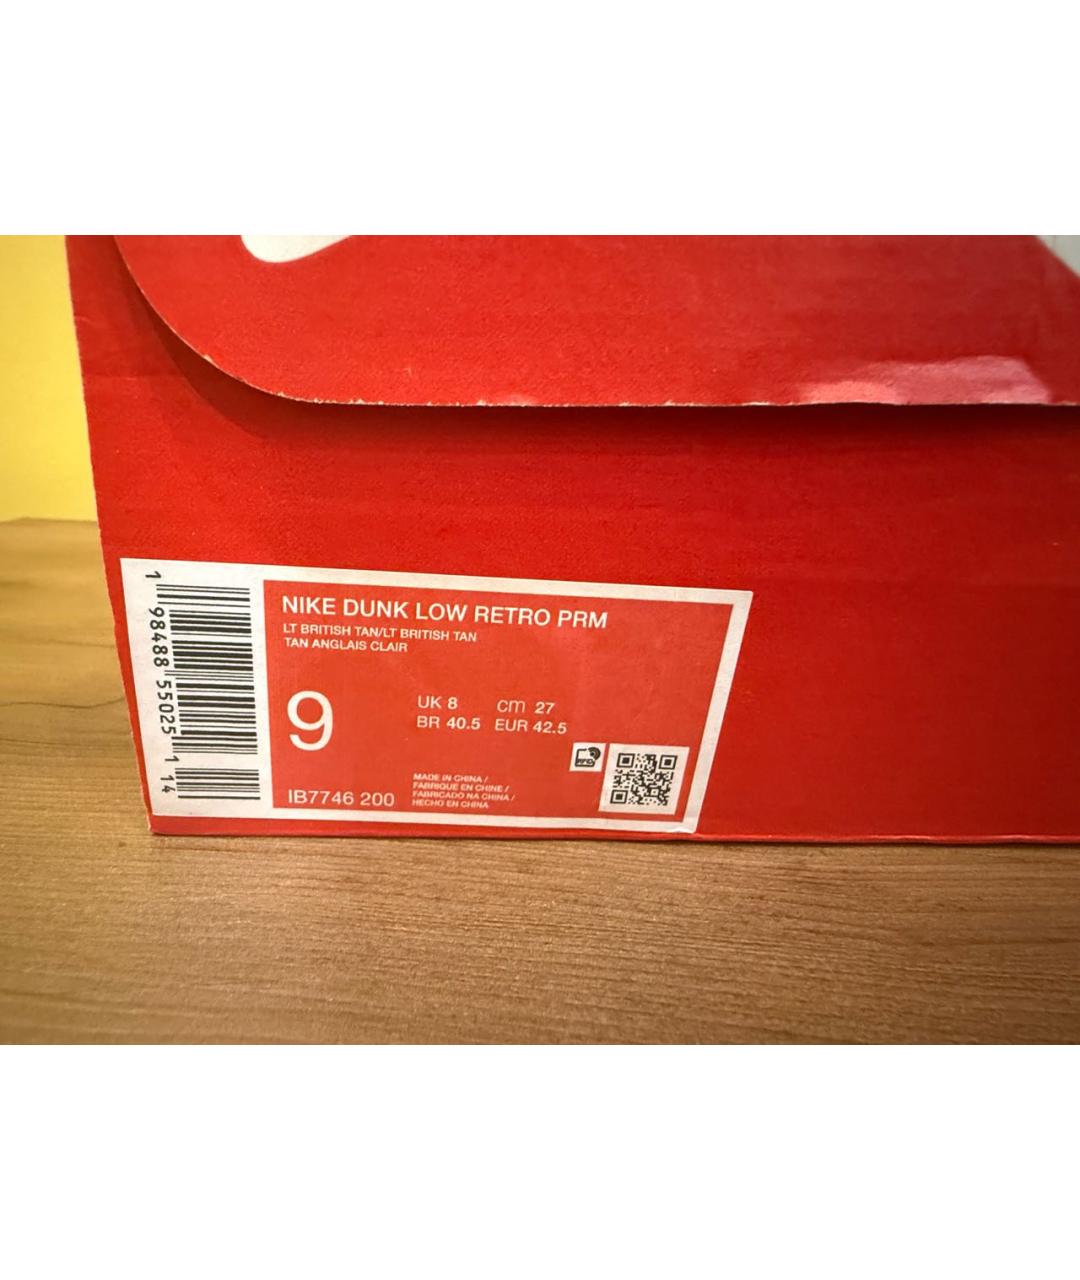 NIKE DUNK LOW RETRO PRM
LT BRITISH TAN/LT BRITISH TAN
TAN ANGLAIS CLAIR
9
UK 8 cm 27
BR 40.5 EUR 42.5
IB7746 200
MADE IN CHINA /
FABRIQUE EN CHINE /
FABRICADO NA CHINA /
HECHO EN CHINA
1 98488 55025 1 14